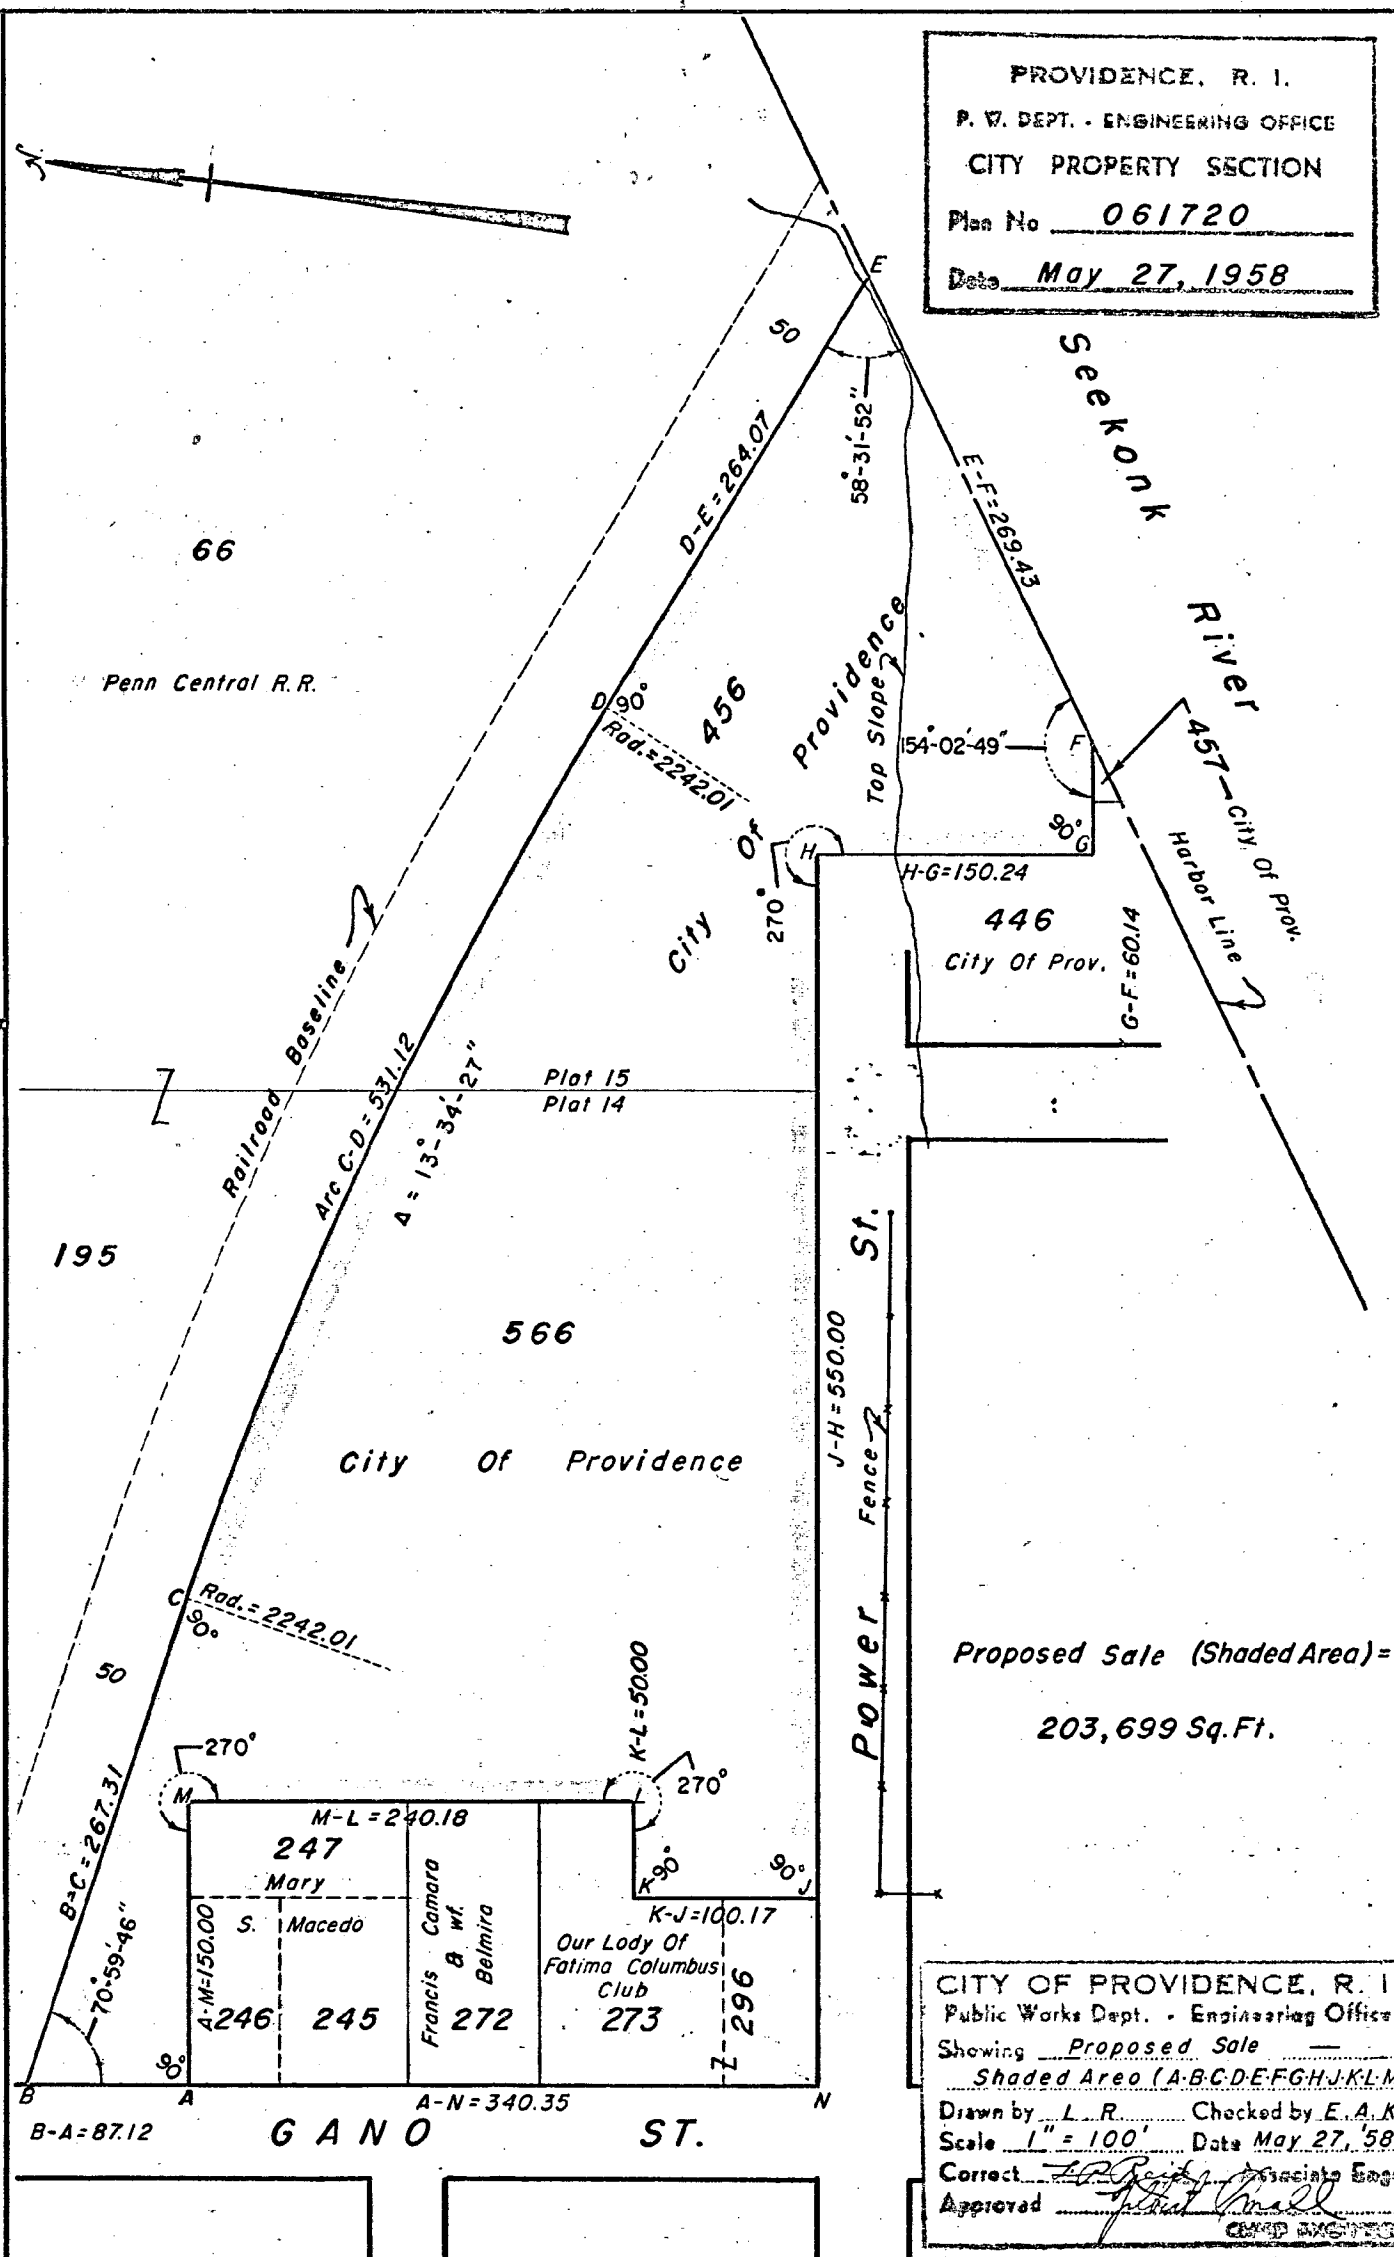 PROVIDENCE, R. I.
P. W. DEPT. - ENGINEERING OFFICE
CITY PROPERTY SECTION
Plan No 061720
Date May 27, 1958
N
E
50
58°-31'-52"
Seekonk River
D-E=264.07
E-F=269.43
66
Penn Central R.R.
D 90°
Rad.=2242.01
456
City Of Providence
Top Slope
154°-02'-49"
F
457 — City Of Prov.
Harbor Line
H
270°
90°
G
H-G=150.24
446
City Of Prov.
G-F=60.14
Railroad Baseline
Arc C-D=531.12
Δ = 13°-34'-27"
Plat 15
Plat 14
195
566
City Of Providence
J-H=550.00
Power St.
Fence
C
Rad.=2242.01
90°
50
B-C=267.31
Proposed Sale (Shaded Area)=
203,699 Sq.Ft.
270°
M
M-L=240.18
K-L=50.00
L
270°
247
Mary
S. Macedo
A-M=150.00
246
245
Francis Camara
& wf.
Belmira
272
K
90°
90°
J
K-J=100.17
Our Lady Of
Fatima Columbus
Club
273
296
70°-59'-46"
90°
B
A
A-N=340.35
N
B-A=87.12
GANO ST.
CITY OF PROVIDENCE, R. I
Public Works Dept. - Engineering Office
Showing Proposed Sale —
Shaded Area (A-B-C-D-E-F-G-H-J-K-L-M
Drawn by L. R. Checked by E. A. K
Scale 1" = 100' Date May 27, '58
Correct Associate Engr
Approved
CHIEF ENGINEER